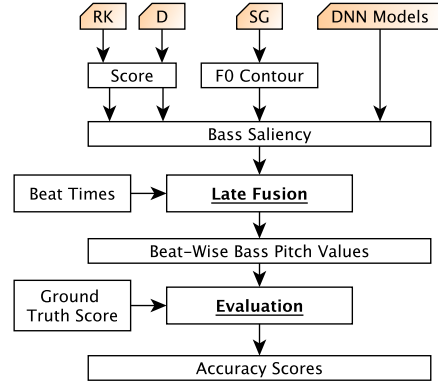 RK
D
SG
DNN Models
Score
F0 Contour
Bass Saliency
Beat Times
Late Fusion
Beat-Wise Bass Pitch Values
Ground
Truth Score
Evaluation
Accuracy Scores